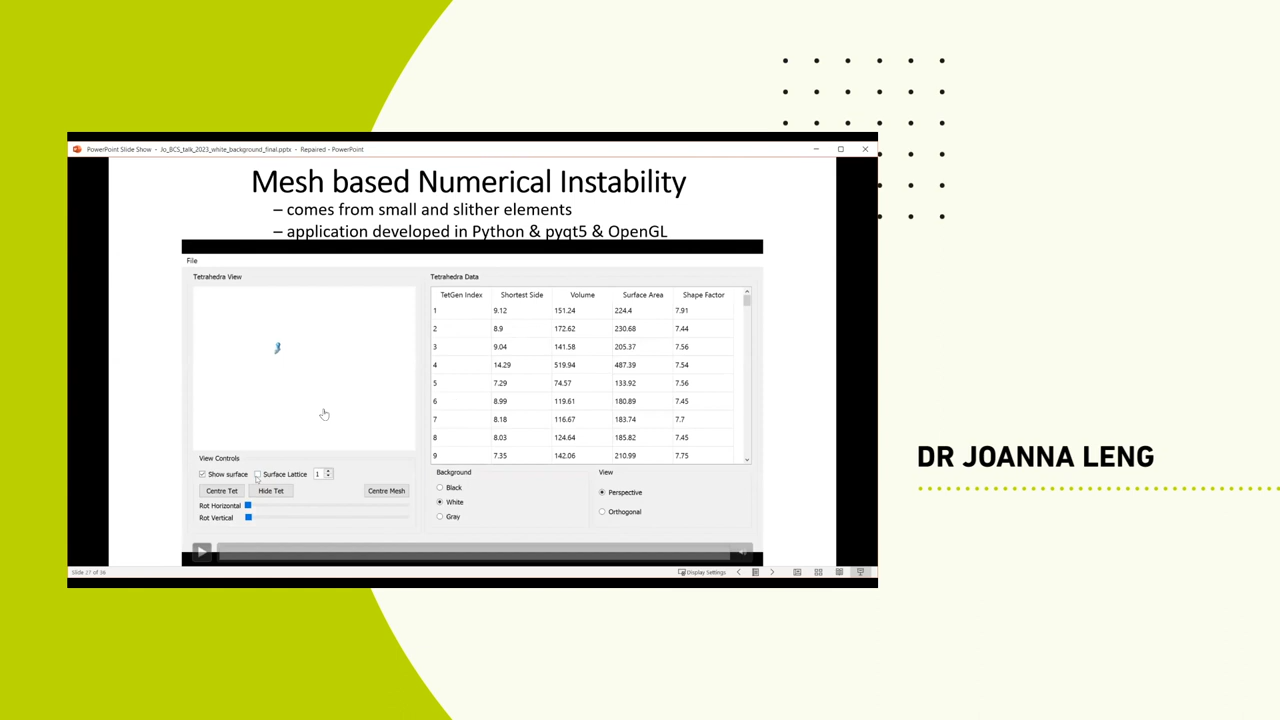 PowerPoint Slide Show - Jo_BCS_talk_2023_white_background_final.pptx - Repaired - PowerPoint
Mesh based Numerical Instability
– comes from small and slither elements
– application developed in Python & pyqt5 & OpenGL
File
Tetrahedra View
Tetrahedra Data
TetGen Index Shortest Side Volume Surface Area Shape Factor
1 9.12 151.24 224.4 7.91
2 8.9 172.62 230.68 7.44
3 9.04 141.58 205.37 7.56
4 14.29 519.94 487.39 7.54
5 7.29 74.57 133.92 7.56
6 8.99 119.61 180.89 7.45
7 8.18 116.67 183.74 7.7
8 8.03 124.64 185.82 7.45
9 7.35 142.06 210.99 7.75
View Controls
Show surface Surface Lattice 1
Centre Tet Hide Tet Centre Mesh
Rot Horizontal
Rot Vertical
Background
Black
White
Gray
View
Perspective
Orthogonal
Slide 27 of 36
Display Settings
DR JOANNA LENG